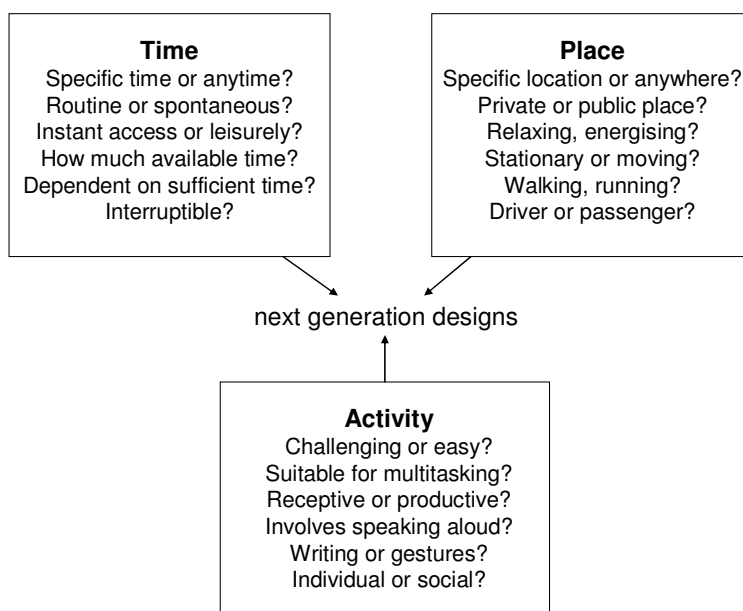 Time
Specific time or anytime?
Routine or spontaneous?
Instant access or leisurely?
How much available time?
Dependent on sufficient time?
Interruptible?
Place
Specific location or anywhere?
Private or public place?
Relaxing, energising?
Stationary or moving?
Walking, running?
Driver or passenger?
next generation designs
Activity
Challenging or easy?
Suitable for multitasking?
Receptive or productive?
Involves speaking aloud?
Writing or gestures?
Individual or social?